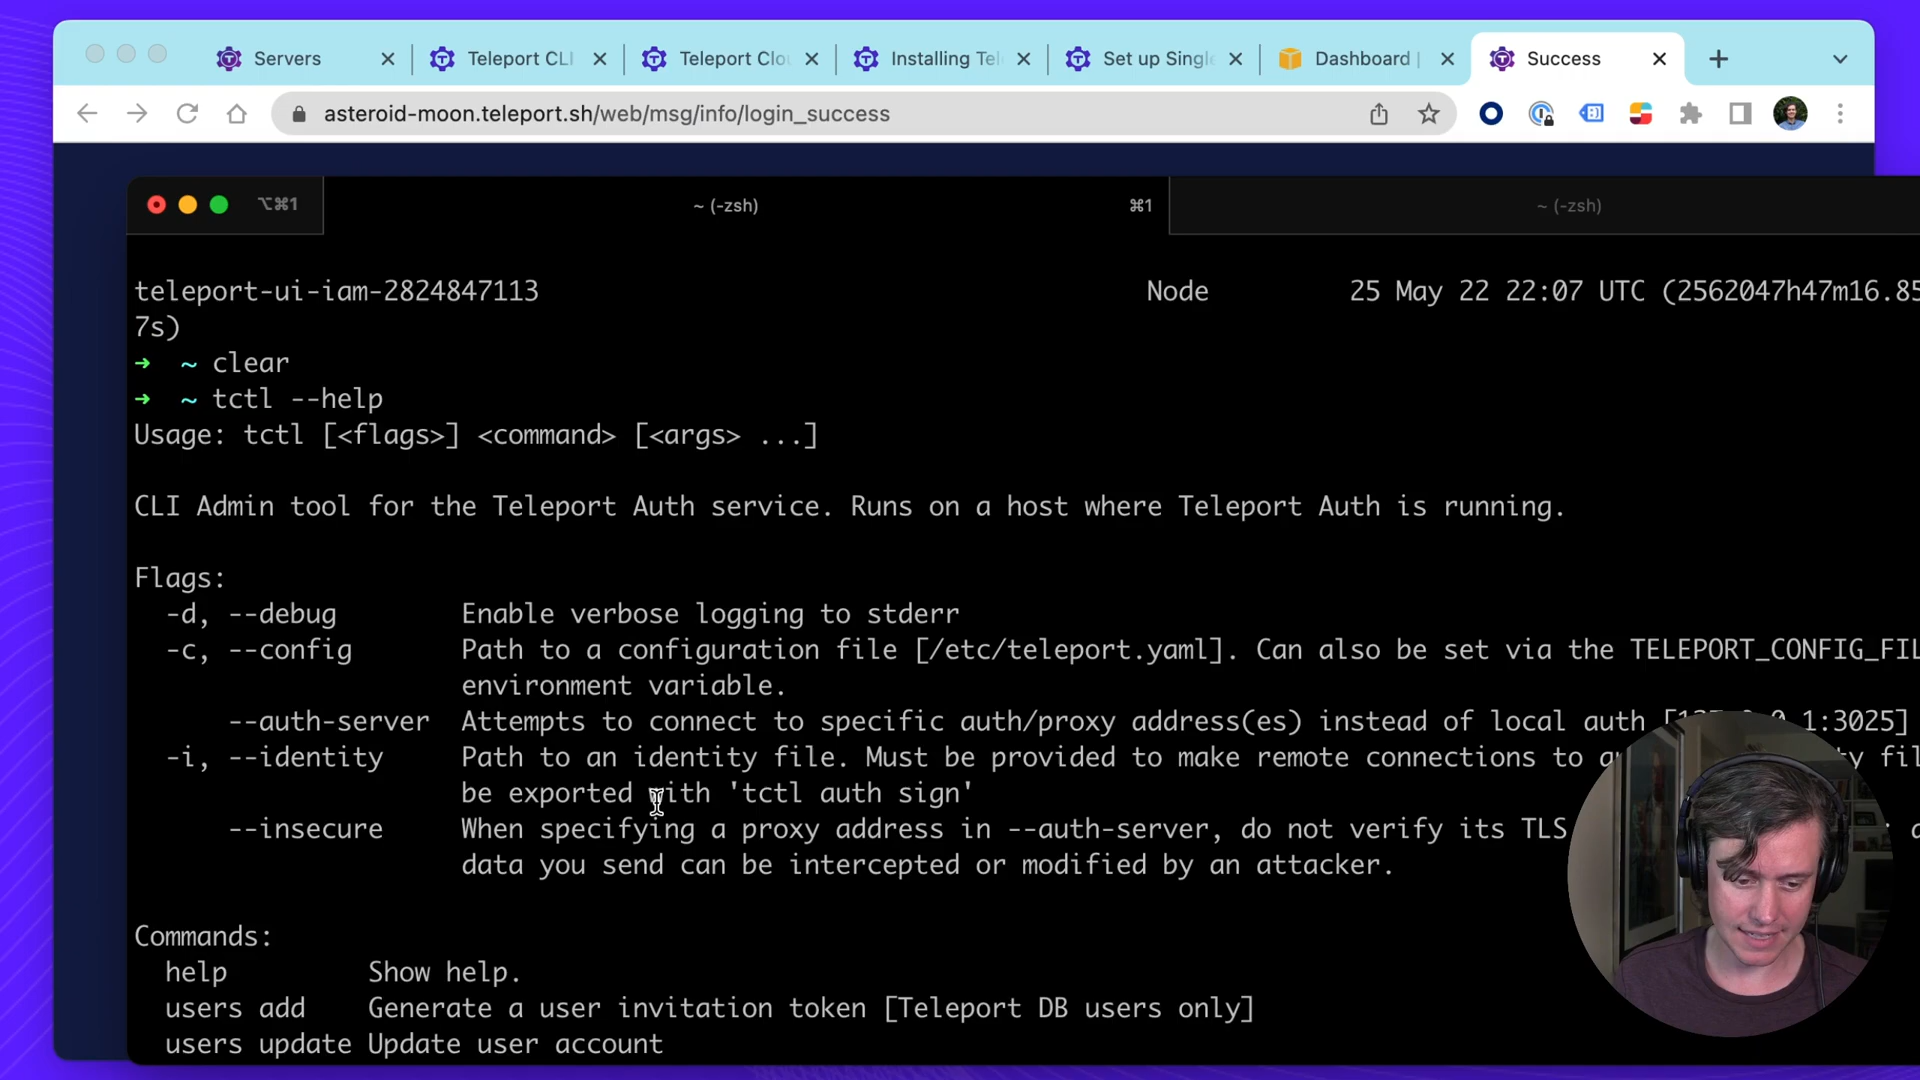 Servers
Teleport CLI
Teleport Clo
Installing Tel
Set up Single
Dashboard |
Success
asteroid-moon.teleport.sh/web/msg/info/login_success
⌥⌘1
~ (-zsh)
⌘1
~ (-zsh)
teleport-ui-iam-2824847113 Node 25 May 22 22:07 UTC (2562047h47m16.85
7s)
→ ~ clear
→ ~ tctl --help
Usage: tctl [<flags>] <command> [<args> ...]
CLI Admin tool for the Teleport Auth service. Runs on a host where Teleport Auth is running.
Flags:
-d, --debug Enable verbose logging to stderr
-c, --config Path to a configuration file [/etc/teleport.yaml]. Can also be set via the TELEPORT_CONFIG_FIL
environment variable.
--auth-server Attempts to connect to specific auth/proxy address(es) instead of local auth 1:3025]
-i, --identity Path to an identity file. Must be provided to make remote connections to fil
be exported with 'tctl auth sign'
--insecure When specifying a proxy address in --auth-server, do not verify its TLS
data you send can be intercepted or modified by an attacker.
Commands:
help Show help.
users add Generate a user invitation token [Teleport DB users only]
users update Update user account